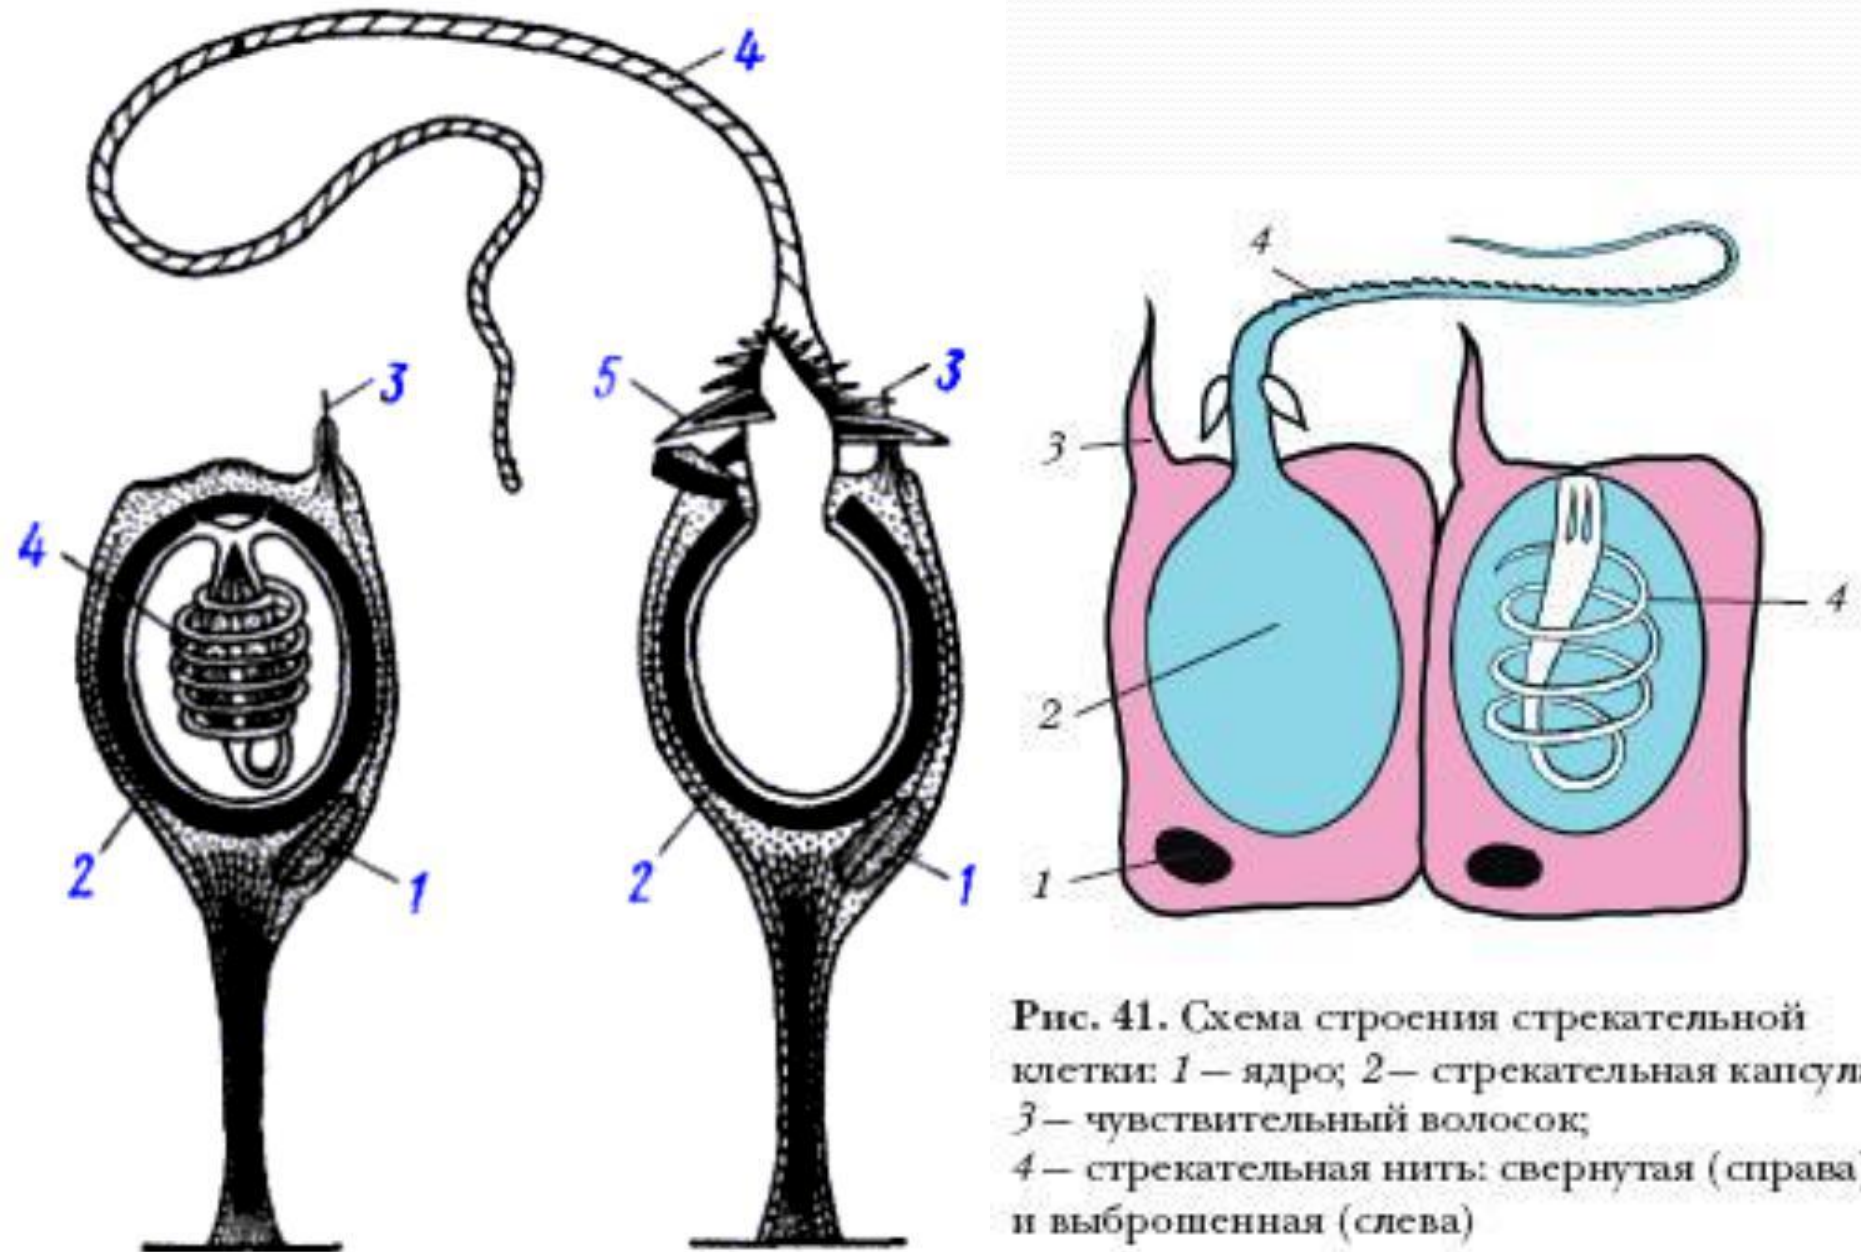 4
3
5
3
4
2
1
2
1
4
3
4
2
1
Рис. 41. Схема строения стрекательной
клетки: 1 – ядро; 2– стрекательная капсул
3– чувствительный волосок;
4 – стрекательная нить: свернутая (справа)
и выброшенная (слева)